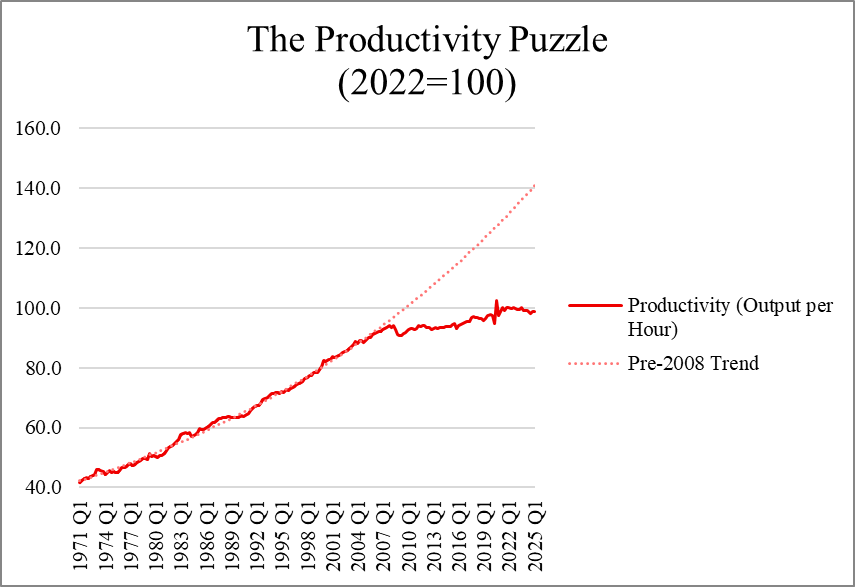 The Productivity Puzzle
(2022=100)
160.0
140.0
120.0
100.0
80.0
60.0
40.0
1971 Q1
1974 Q1
1977 Q1
1980 Q1
1983 Q1
1986 Q1
1989 Q1
1992 Q1
1995 Q1
1998 Q1
2001 Q1
2004 Q1
2007 Q1
2010 Q1
2013 Q1
2016 Q1
2019 Q1
2022 Q1
2025 Q1
Productivity (Output per
Hour)
Pre-2008 Trend